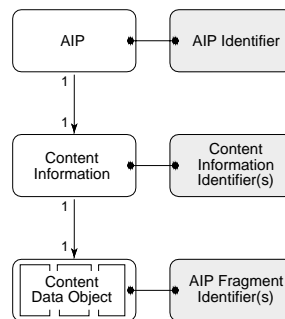 AIP
AIP Identifier
1
1
Content
Information
Content
Information
Identifier(s)
1
1
Content
Data Object
AIP Fragment
Identifier(s)